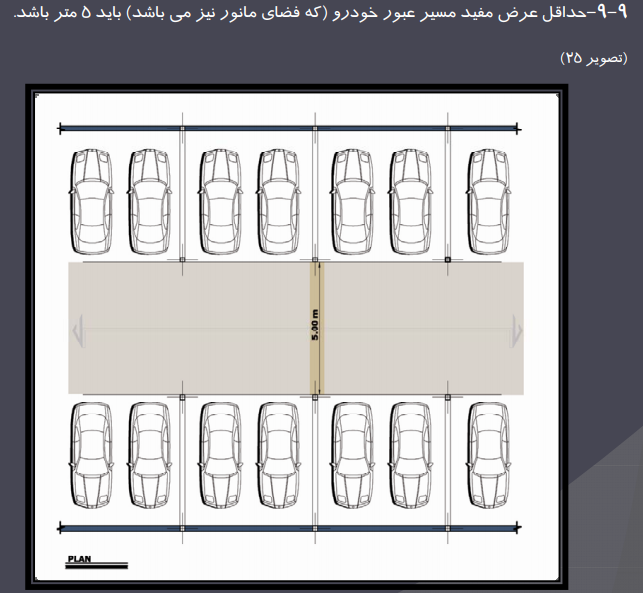 ۹-۹-حداقل عرض مفید مسیر عبور خودرو (که فضای مانور نیز می باشد) باید ۵ متر باشد.
(تصویر ۲۵)
5.00 m
PLAN